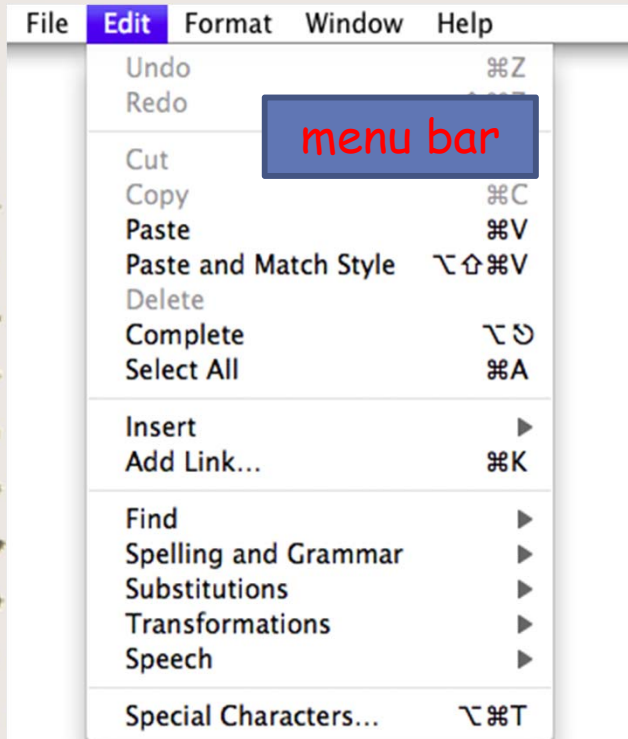 File Edit Format Window Help
Undo ⌘Z
Redo
menu bar
Cut
Copy ⌘C
Paste ⌘V
Paste and Match Style ⌥⇧⌘V
Delete
Complete ⌥⎋
Select All ⌘A
Insert ▶
Add Link... ⌘K
Find ▶
Spelling and Grammar ▶
Substitutions ▶
Transformations ▶
Speech ▶
Special Characters... ⌥⌘T